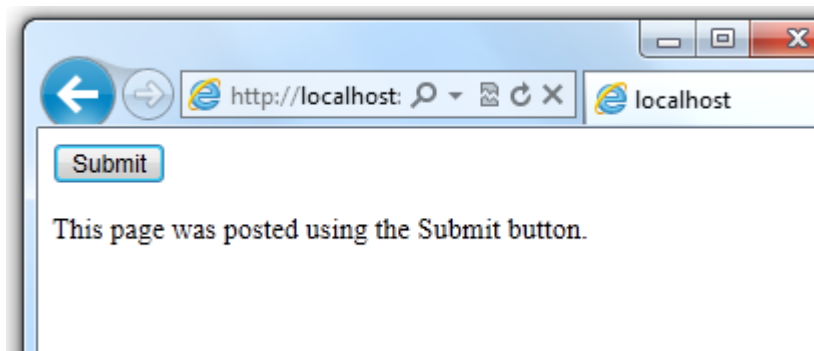 http://localhost:
localhost
Submit
This page was posted using the Submit button.